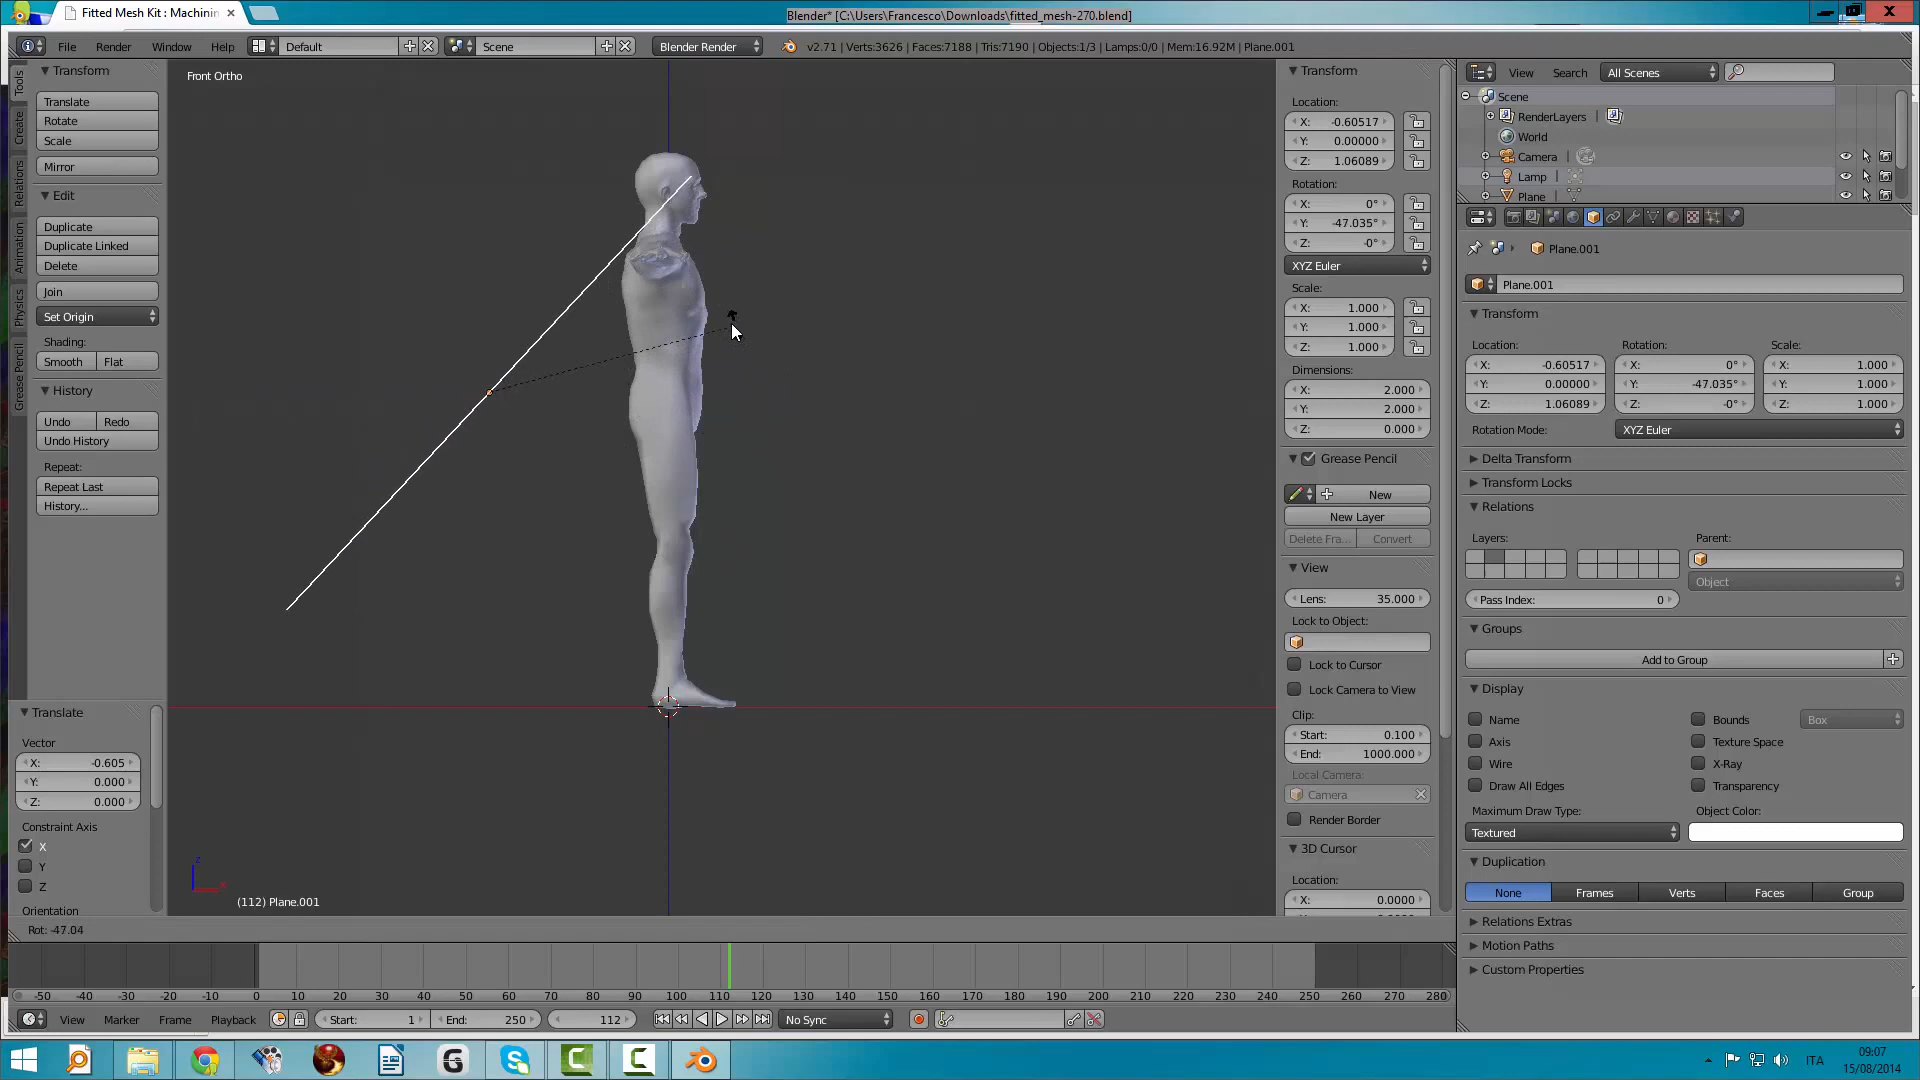 Fitted Mesh Kit : Machinin
Blender* [C:\Users\Francesco\Downloads\fitted_mesh-270.blend]
File Render Window Help Default Scene Blender Render v2.71 | Verts:3626 | Faces:7188 | Tris:7190 | Objects:1/3 | Lamps:0/0 | Mem:16.92M | Plane.001
Tools
Create
Relations
Animation
Physics
Grease Pencil
Transform
Translate
Rotate
Scale
Mirror
Edit
Duplicate
Duplicate Linked
Delete
Join
Set Origin
Shading:
Smooth Flat
History
Undo Redo
Undo History
Repeat:
Repeat Last
History...
Translate
Vector
X: -0.605
Y: 0.000
Z: 0.000
Constraint Axis
X
Y
Z
Orientation
Front Ortho
z
x
(112) Plane.001
Transform
Location:
X: -0.60517
Y: 0.00000
Z: 1.06089
Rotation:
X: 0°
Y: -47.035°
Z: -0°
XYZ Euler
Scale:
X: 1.000
Y: 1.000
Z: 1.000
Dimensions:
X: 2.000
Y: 2.000
Z: 0.000
Grease Pencil
New
New Layer
Delete Fra... Convert
View
Lens: 35.000
Lock to Object:
Lock to Cursor
Lock Camera to View
Clip:
Start: 0.100
End: 1000.000
Local Camera:
Camera
Render Border
3D Cursor
Location:
X: 0.0000
View Search All Scenes
Scene
RenderLayers
World
Camera
Lamp
Plane
Plane.001
Plane.001
Transform
Location: Rotation: Scale:
X: -0.60517 X: 0° X: 1.000
Y: 0.00000 Y: -47.035° Y: 1.000
Z: 1.06089 Z: -0° Z: 1.000
Rotation Mode: XYZ Euler
Delta Transform
Transform Locks
Relations
Layers: Parent:
Object
Pass Index: 0
Groups
Add to Group
Display
Name Bounds Box
Axis Texture Space
Wire X-Ray
Draw All Edges Transparency
Maximum Draw Type: Object Color:
Textured
Duplication
None Frames Verts Faces Group
Relations Extras
Motion Paths
Custom Properties
Rot: -47.04
-50 -40 -30 -20 -10 0 10 20 30 40 50 60 70 80 90 100 110 120 130 140 150 160 170 180 190 200 210 220 230 240 250 260 270 280
View Marker Frame Playback Start: 1 End: 250 112 No Sync
ITA
09:07
15/08/2014